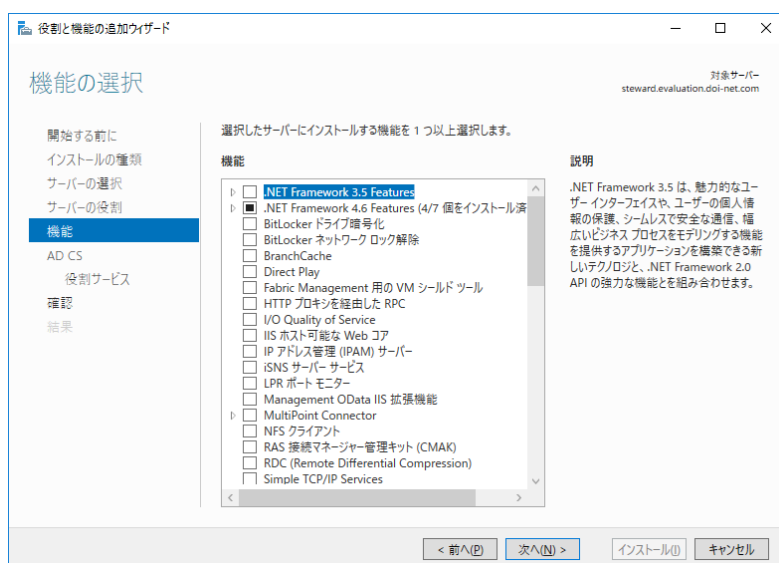 役割と機能の追加ウィザード
機能の選択
対象サーバー
steward.evaluation.doi-net.com
開始する前に
インストールの種類
サーバーの選択
サーバーの役割
機能
AD CS
役割サービス
確認
結果
選択したサーバーにインストールする機能を 1 つ以上選択します。
機能
.NET Framework 3.5 Features
.NET Framework 4.6 Features (4/7 個をインストール済
BitLocker ドライブ暗号化
BitLocker ネットワーク ロック解除
BranchCache
Direct Play
Fabric Management 用の VM シールド ツール
HTTP プロキシを経由した RPC
I/O Quality of Service
IIS ホスト可能な Web コア
IP アドレス管理 (IPAM) サーバー
iSNS サーバー サービス
LPR ポート モニター
Management OData IIS 拡張機能
MultiPoint Connector
NFS クライアント
RAS 接続マネージャー管理キット (CMAK)
RDC (Remote Differential Compression)
Simple TCP/IP Services
説明
.NET Framework 3.5 は、魅力的なユー
ザー インターフェイスや、ユーザーの個人情
報の保護、シームレスで安全な通信、幅
広いビジネス プロセスをモデリングする機能
を提供するアプリケーションを構築できる新
しいテクノロジと、.NET Framework 2.0
API の強力な機能とを組み合わせます。
< 前へ(P)
次へ(N) >
インストール(I)
キャンセル